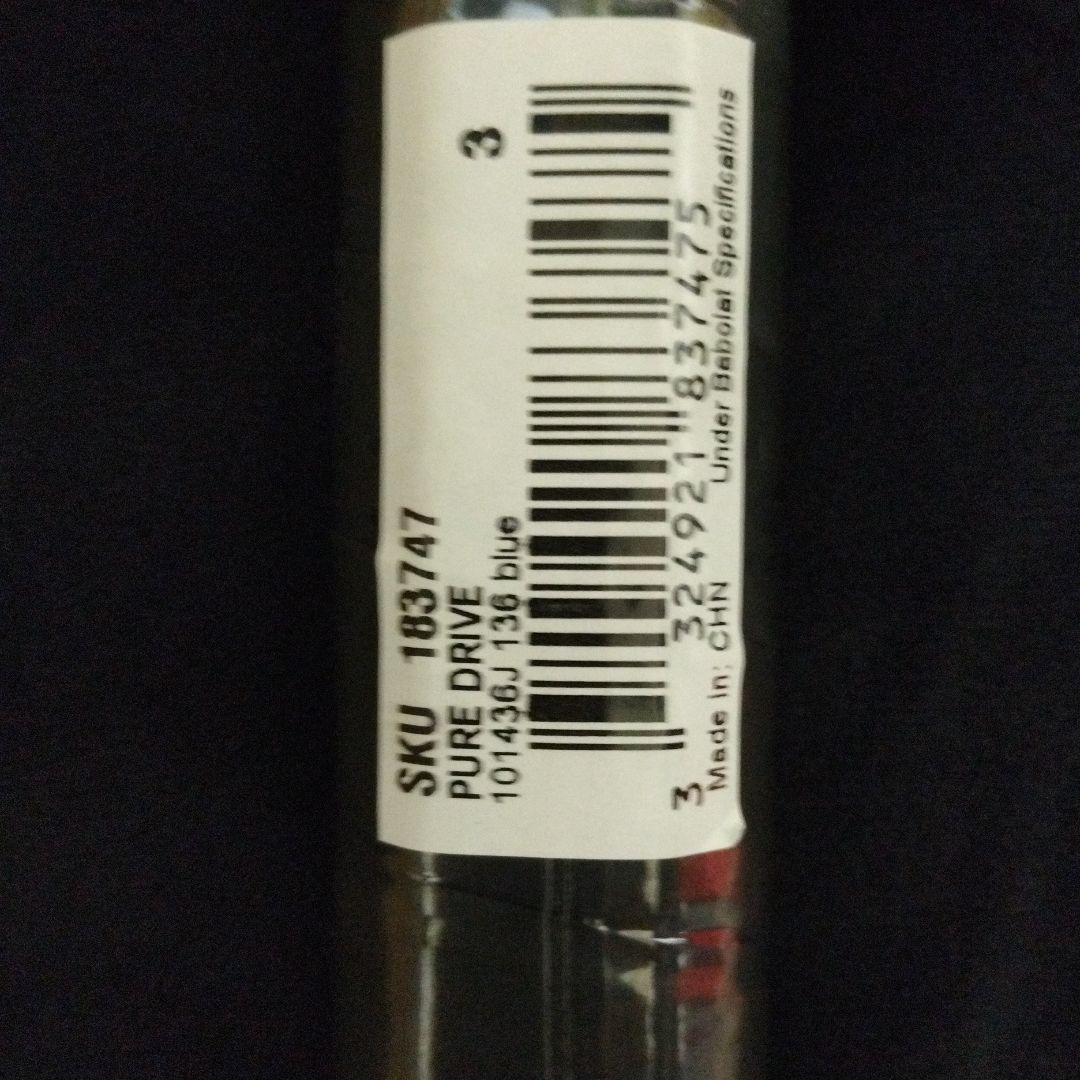 SKU 183747
PURE DRIVE 3
101436J 136 blue
3 324921 837475
Made in: CHN Under Babolat Specifications